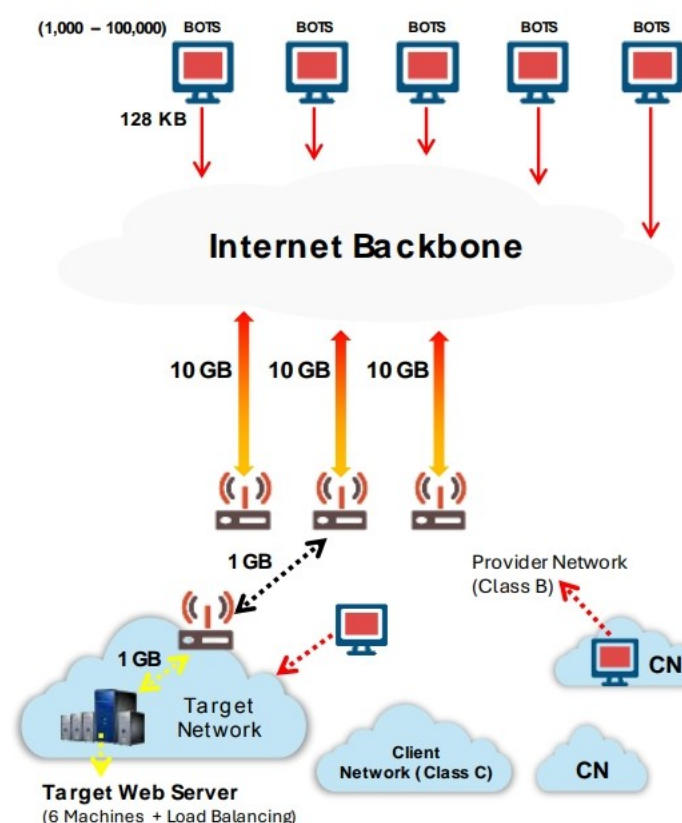 (1,000 – 100,000)
BOTS
BOTS
BOTS
BOTS
BOTS
128 KB
Internet Backbone
10 GB
10 GB
10 GB
1 GB
Provider Network
(Class B)
1 GB
Target
Network
CN
Client
Network (Class C)
CN
Target Web Server
(6 Machines + Load Balancing)